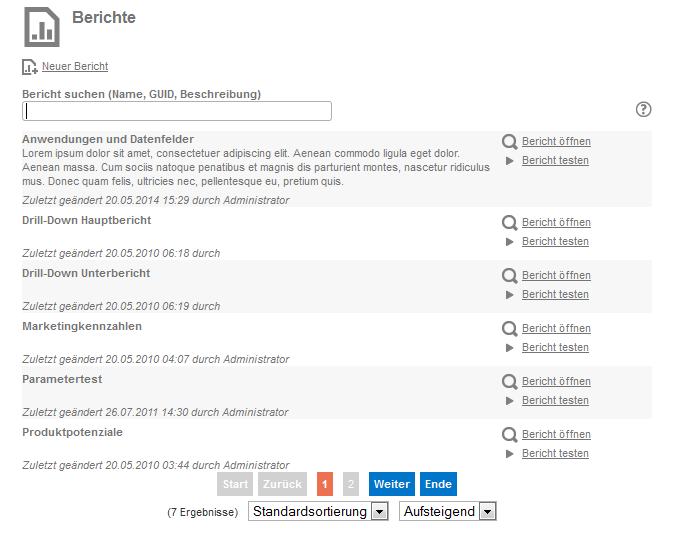 Berichte
Neuer Bericht
Bericht suchen (Name, GUID, Beschreibung)
Anwendungen und Datenfelder
Bericht öffnen
Lorem ipsum dolor sit amet, consectetuer adipiscing elit. Aenean commodo ligula eget dolor.
Aenean massa. Cum sociis natoque penatibus et magnis dis parturient montes, nascetur ridiculus
mus. Donec quam felis, ultricies nec, pellentesque eu, pretium quis.
Bericht testen
Zuletzt geändert 20.05.2014 15:29 durch Administrator
Drill-Down Hauptbericht
Bericht öffnen
Bericht testen
Zuletzt geändert 20.05.2010 06:18 durch
Drill-Down Unterbericht
Bericht öffnen
Bericht testen
Zuletzt geändert 20.05.2010 06:19 durch
Marketingkennzahlen
Bericht öffnen
Bericht testen
Zuletzt geändert 20.05.2010 04:07 durch Administrator
Parametertest
Bericht öffnen
Bericht testen
Zuletzt geändert 26.07.2011 14:30 durch Administrator
Produktpotenziale
Bericht öffnen
Bericht testen
Zuletzt geändert 20.05.2010 03:44 durch Administrator
Start Zurück 1 2 Weiter Ende
(7 Ergebnisse) Standardsortierung Aufsteigend